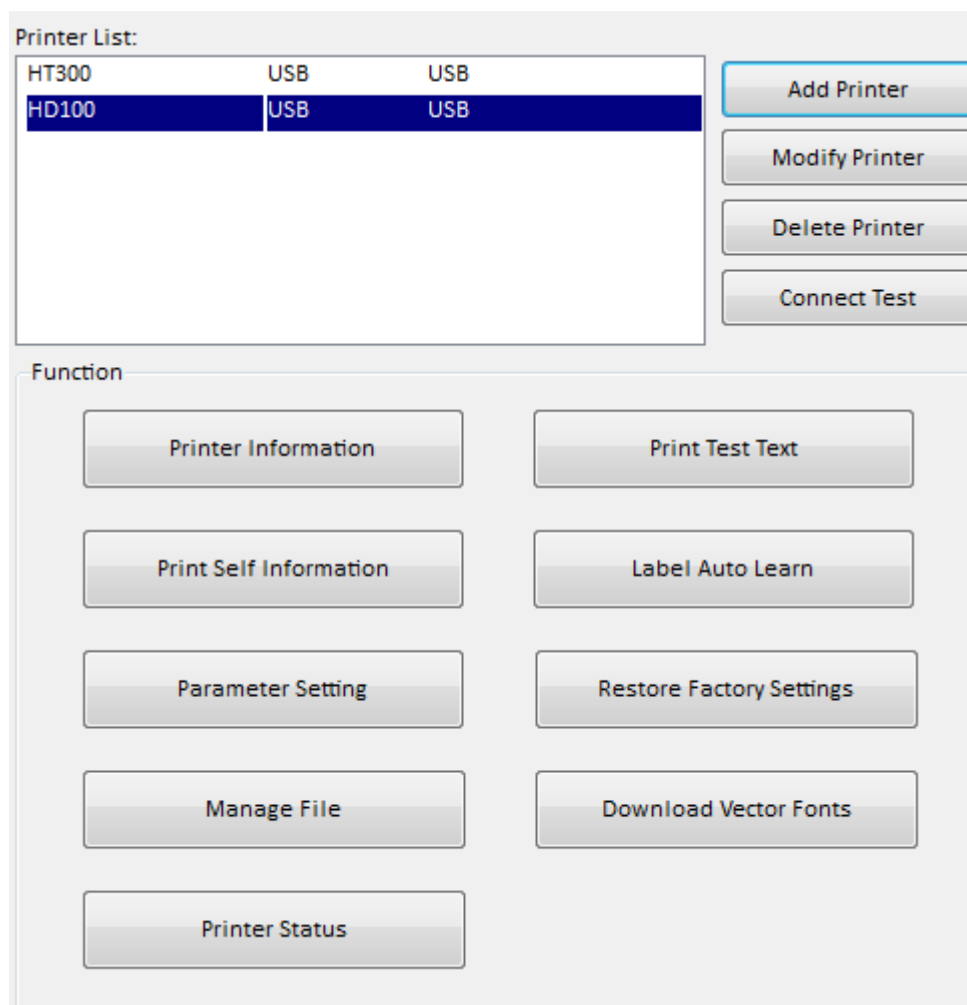 Printer List:
HT300 USB USB
HD100 USB USB
Add Printer
Modify Printer
Delete Printer
Connect Test
Function
Printer Information
Print Test Text
Print Self Information
Label Auto Learn
Parameter Setting
Restore Factory Settings
Manage File
Download Vector Fonts
Printer Status